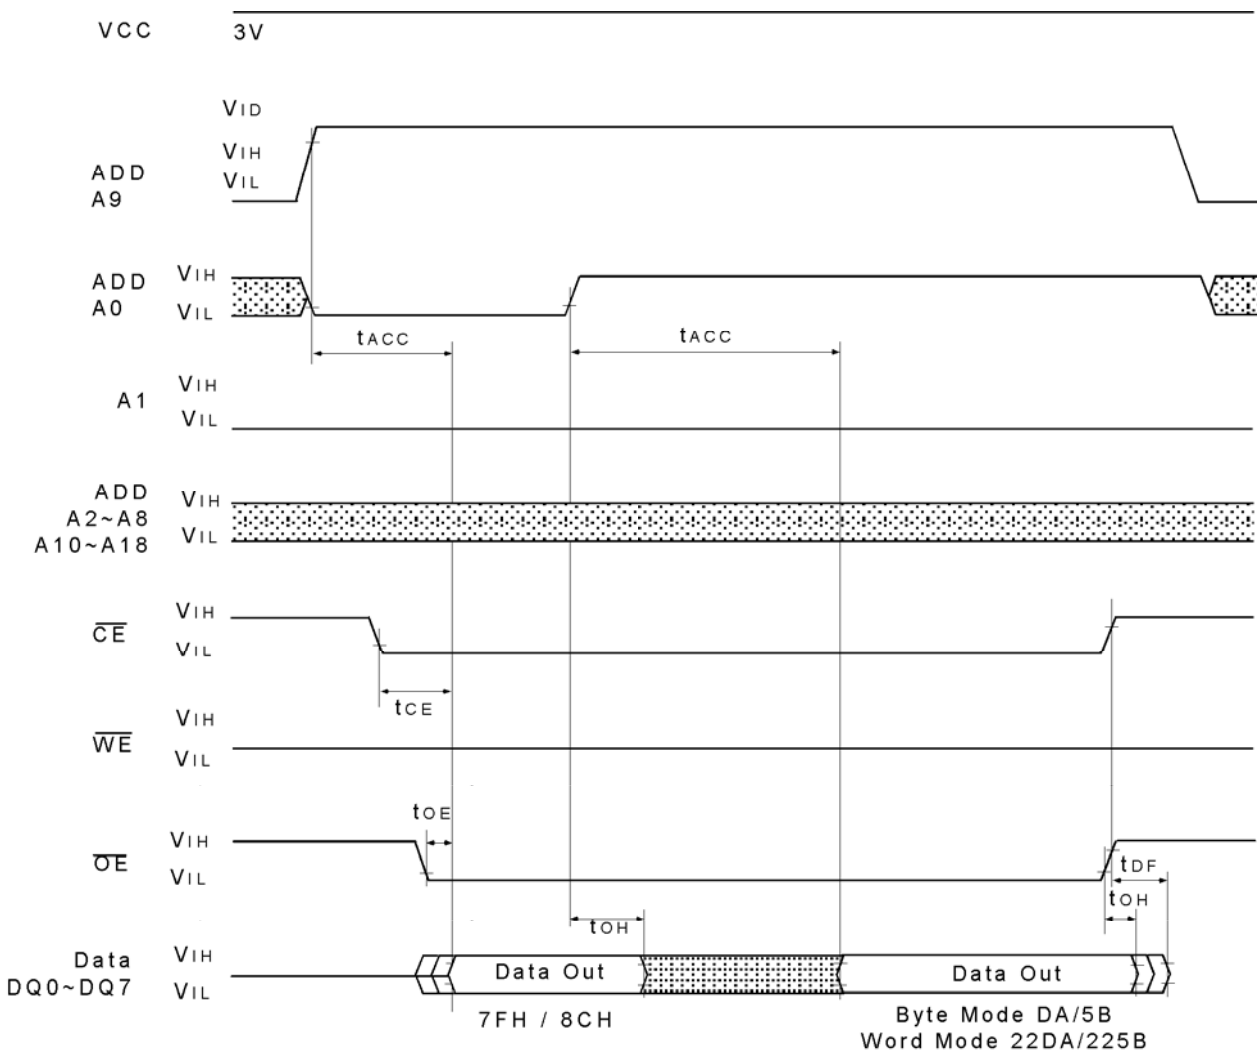 VCC 3V
VID
VIH
ADD VIL
A9
ADD VIH
A0 VIL
tACC tACC
VIH
A1
VIL
ADD VIH
A2~A8
A10~A18 VIL
VIH
CE
VIL
tCE
VIH
WE
VIL
tOE
VIH
OE tDF
VIL
tOH tOH
Data VIH
Data Out Data Out
DQ0~DQ7 VIL
7FH / 8CH Byte Mode DA/5B
Word Mode 22DA/225B